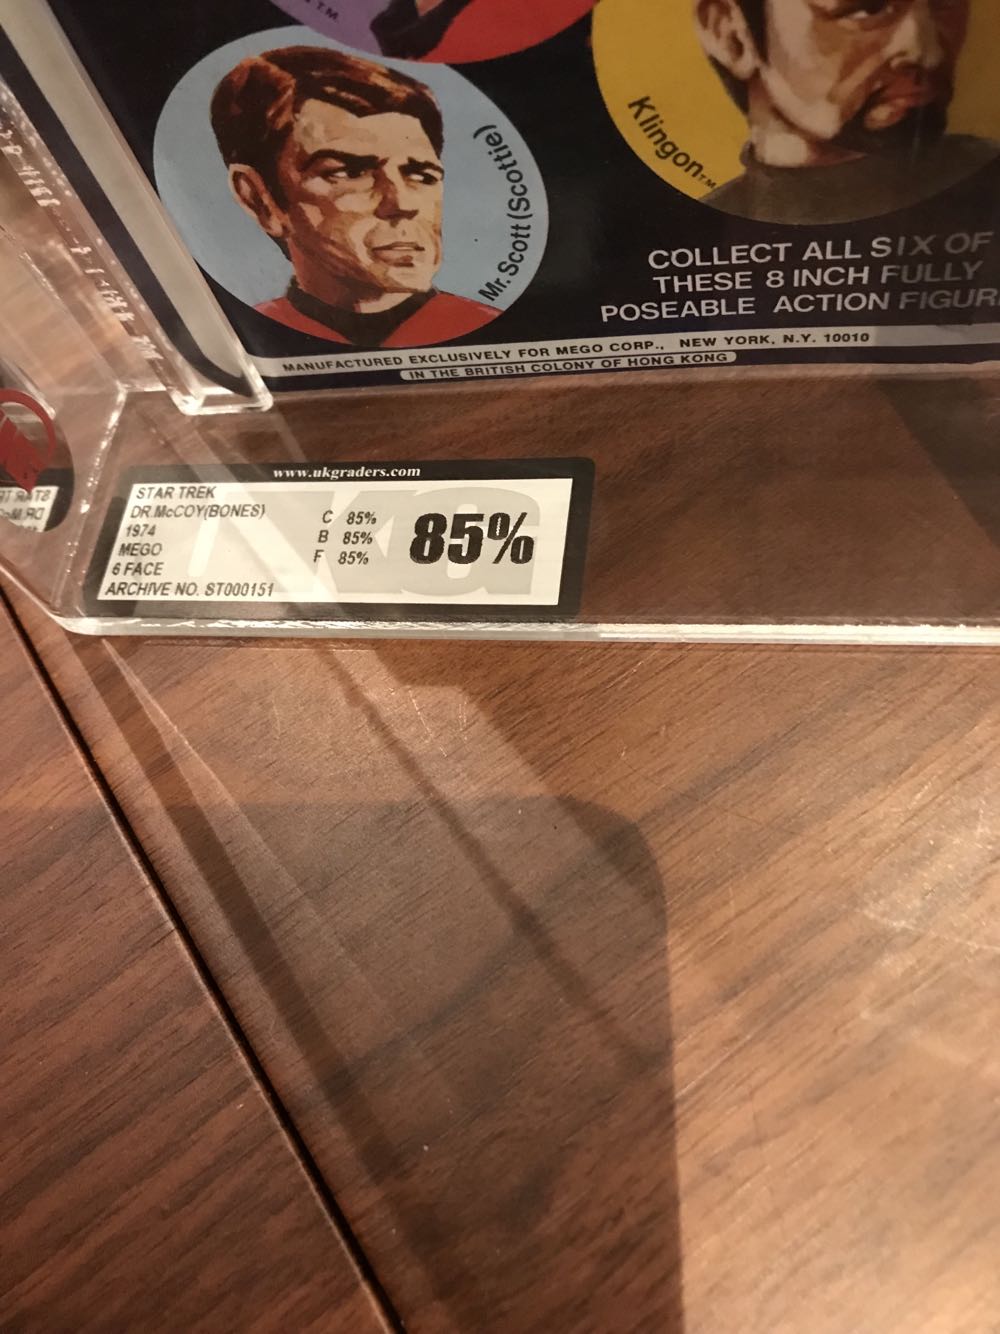 TM
Mr. Scott (Scottie)
Klingon™
COLLECT ALL SIX OF
THESE 8 INCH FULLY
POSEABLE ACTION
MANUFACTURED EXCLUSIVELY FOR MEGO CORP., NEW YORK, N.Y. 10010
IN THE BRITISH COLONY OF HONG KONG
www.ukgraders.com
STAR TREK
DR.McCOY(BONES)
1974
MEGO
6 FACE
ARCHIVE NO. ST000151
C 85%
B 85%
F 85%
85%
UKG